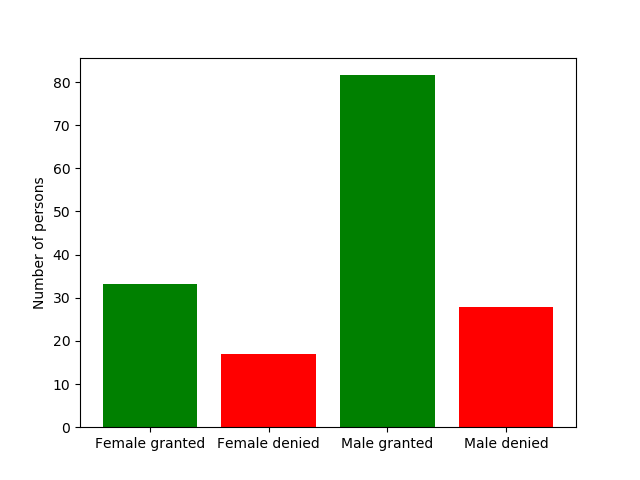 80
70
60
50
40
30
20
10
0
Number of persons
Female granted
Female denied
Male granted
Male denied